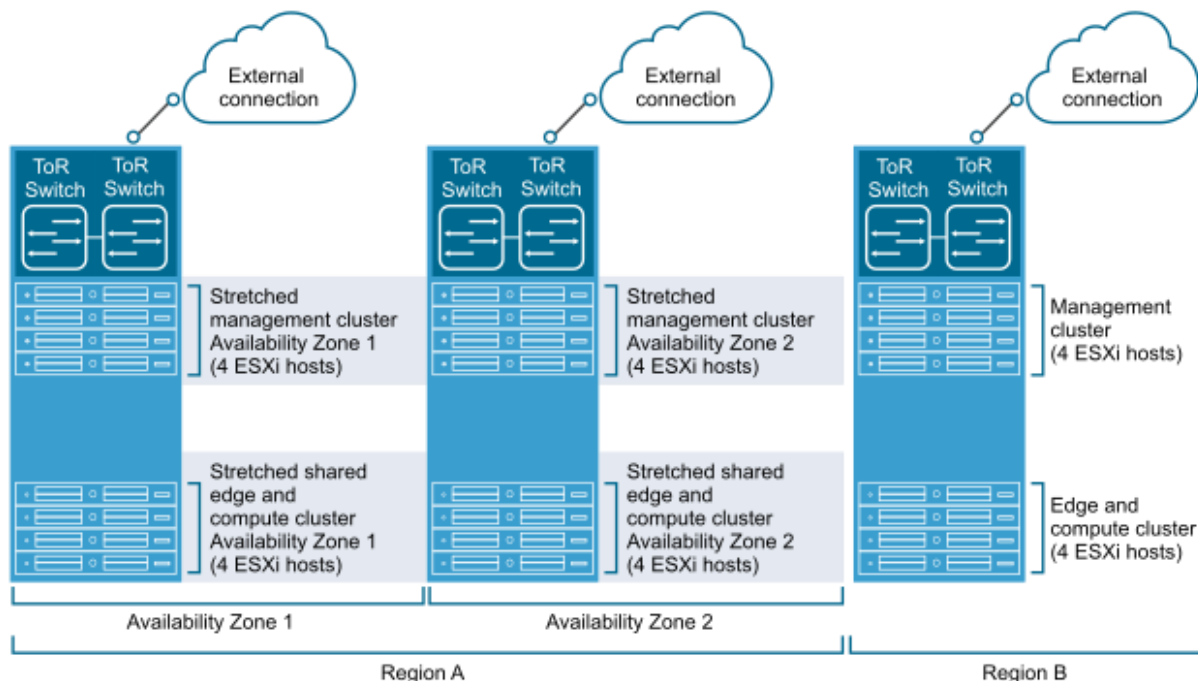 External
connection
External
connection
External
connection
ToR
Switch
ToR
Switch
ToR
Switch
ToR
Switch
ToR
Switch
ToR
Switch
Stretched
management cluster
Availability Zone 1
(4 ESXi hosts)
Stretched
management cluster
Availability Zone 2
(4 ESXi hosts)
Management
cluster
(4 ESXi hosts)
Stretched shared
edge and
compute cluster
Availability Zone 1
(4 ESXi hosts)
Stretched shared
edge and
compute cluster
Availability Zone 2
(4 ESXi hosts)
Edge and
compute cluster
(4 ESXi hosts)
Availability Zone 1
Availability Zone 2
Region A
Region B